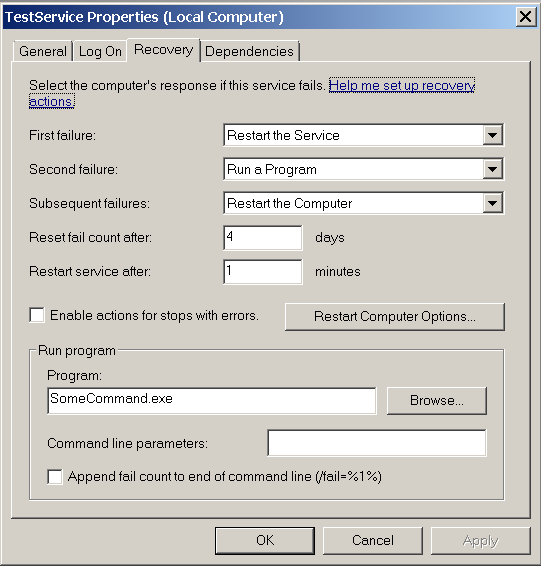 TestService Properties (Local Computer)
General Log On Recovery Dependencies
Select the computer's response if this service fails. Help me set up recovery
actions.
First failure: Restart the Service
Second failure: Run a Program
Subsequent failures: Restart the Computer
Reset fail count after: 4 days
Restart service after: 1 minutes
Enable actions for stops with errors. Restart Computer Options...
Run program
Program:
SomeCommand.exe Browse...
Command line parameters:
Append fail count to end of command line (/fail=%1%)
OK Cancel Apply